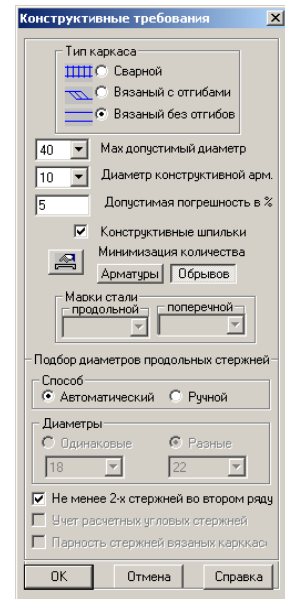 Конструктивные требования
Тип каркаса
Сварной
Вязаный с отгибами
Вязаный без отгибов
40 Мах допустимый диаметр
10 Диаметр конструктивной арм.
5 Допустимая погрешность в %
Конструктивные шпильки
Минимизация количества
Арматуры Обрывов
Марки стали
продольной поперечной
Подбор диаметров продольных стержней
Способ
Автоматический Ручной
Диаметры
Одинаковые Разные
18 22
Не менее 2-х стержней во втором ряду
Учет расчетных угловых стержней
Парность стержней вязаных карккасі
ОК Отмена Справка